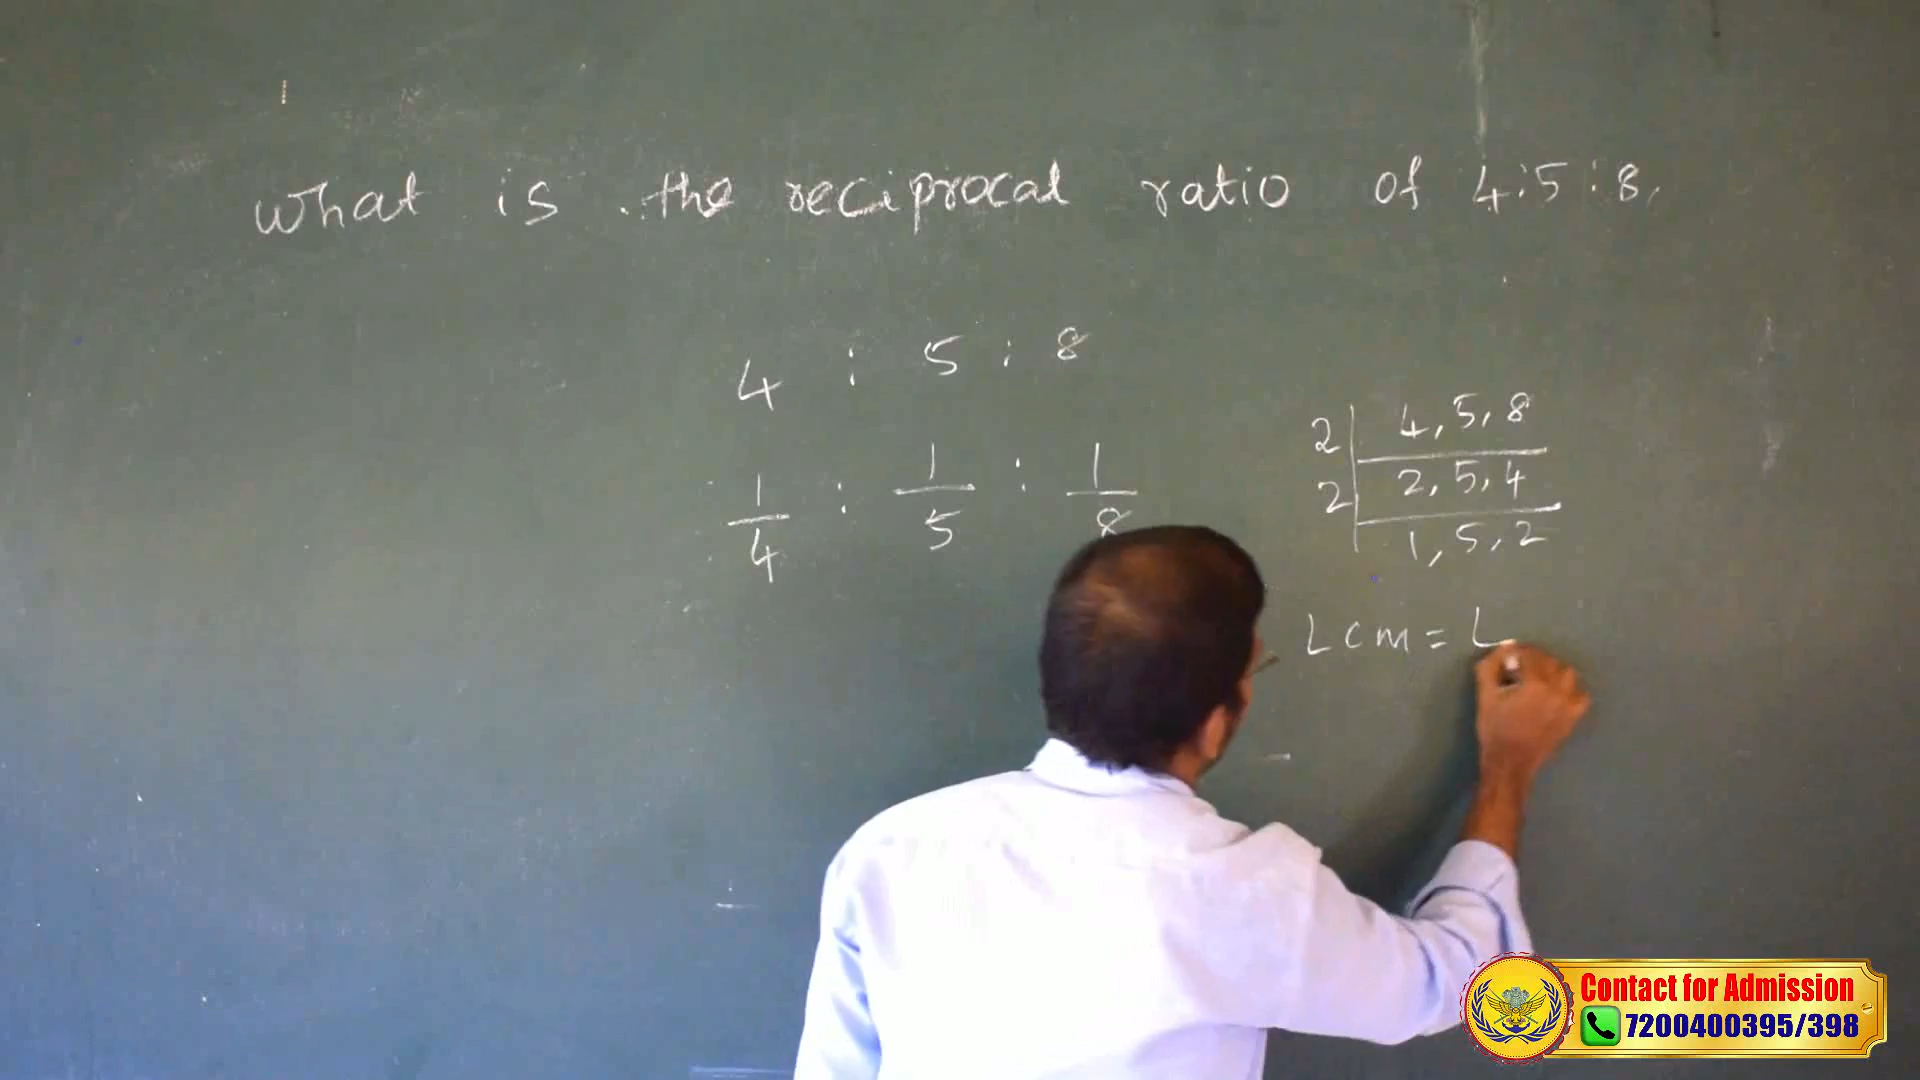 What is the reciprocal ratio of 4:5:8.
4 : 5 : 8
1/4 : 1/5 : 1/8
2 | 4, 5, 8
2 | 2, 5, 4
1, 5, 2
LCM =
Contact for Admission
7200400395/398